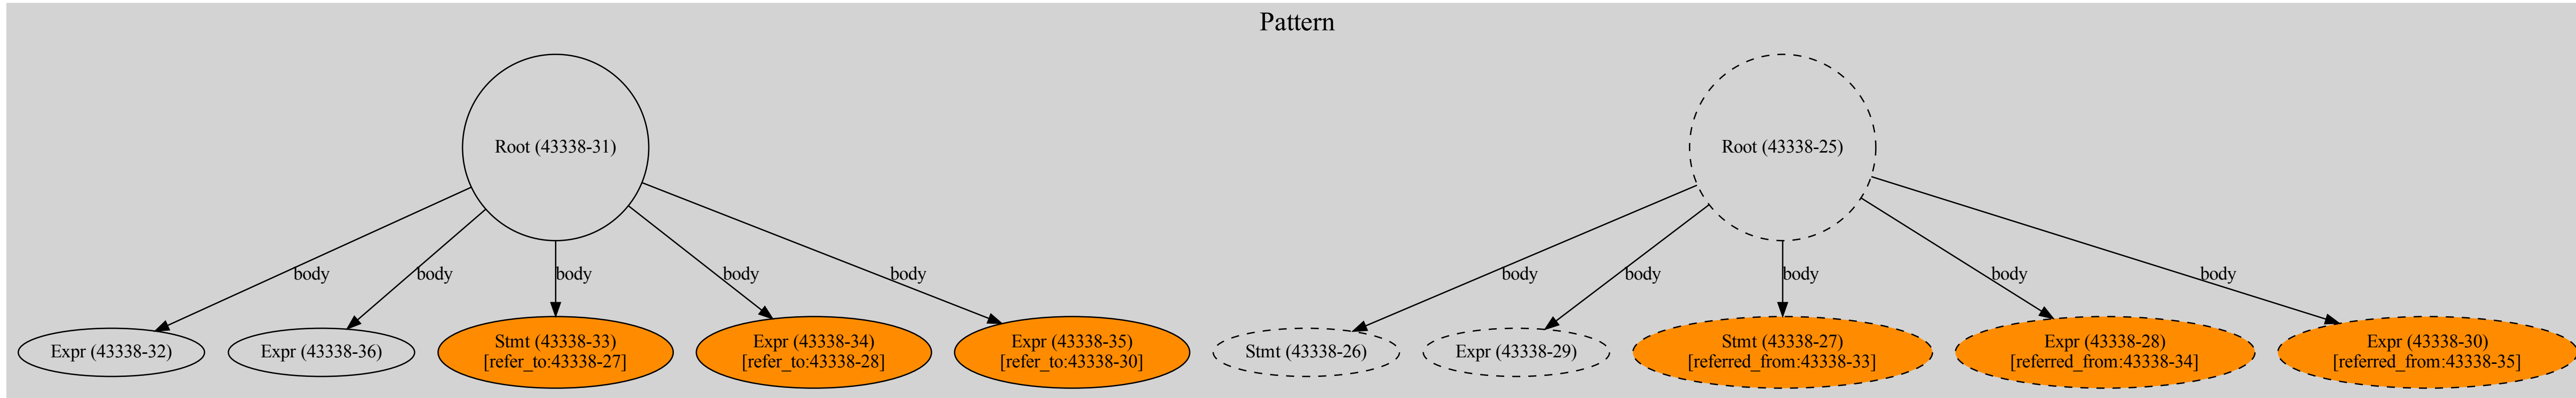 Pattern
Root (43338-31)
Root (43338-25)
body
body
body
body
body
body
body
body
body
body
Expr (43338-32)
Expr (43338-36)
Stmt (43338-33)
[refer_to:43338-27]
Expr (43338-34)
[refer_to:43338-28]
Expr (43338-35)
[refer_to:43338-30]
Stmt (43338-26)
Expr (43338-29)
Stmt (43338-27)
[referred_from:43338-33]
Expr (43338-28)
[referred_from:43338-34]
Expr (43338-30)
[referred_from:43338-35]